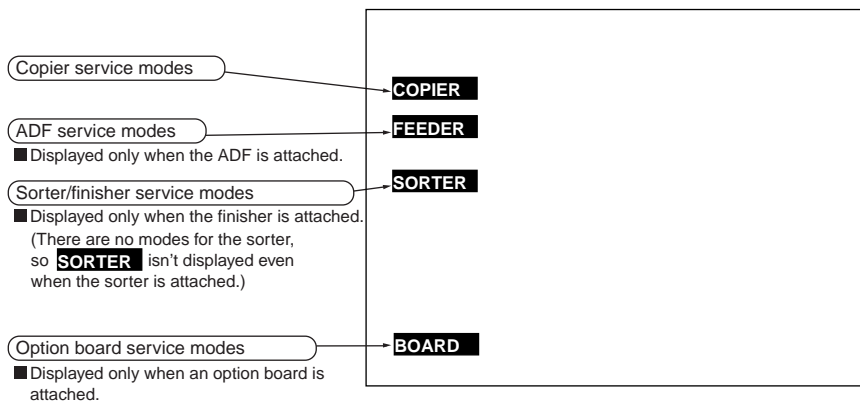 Copier service modes
COPIER
ADF service modes
FEEDER
■ Displayed only when the ADF is attached.
Sorter/finisher service modes
SORTER
■ Displayed only when the finisher is attached.
(There are no modes for the sorter,
so SORTER isn't displayed even
when the sorter is attached.)
Option board service modes
BOARD
■ Displayed only when an option board is
attached.